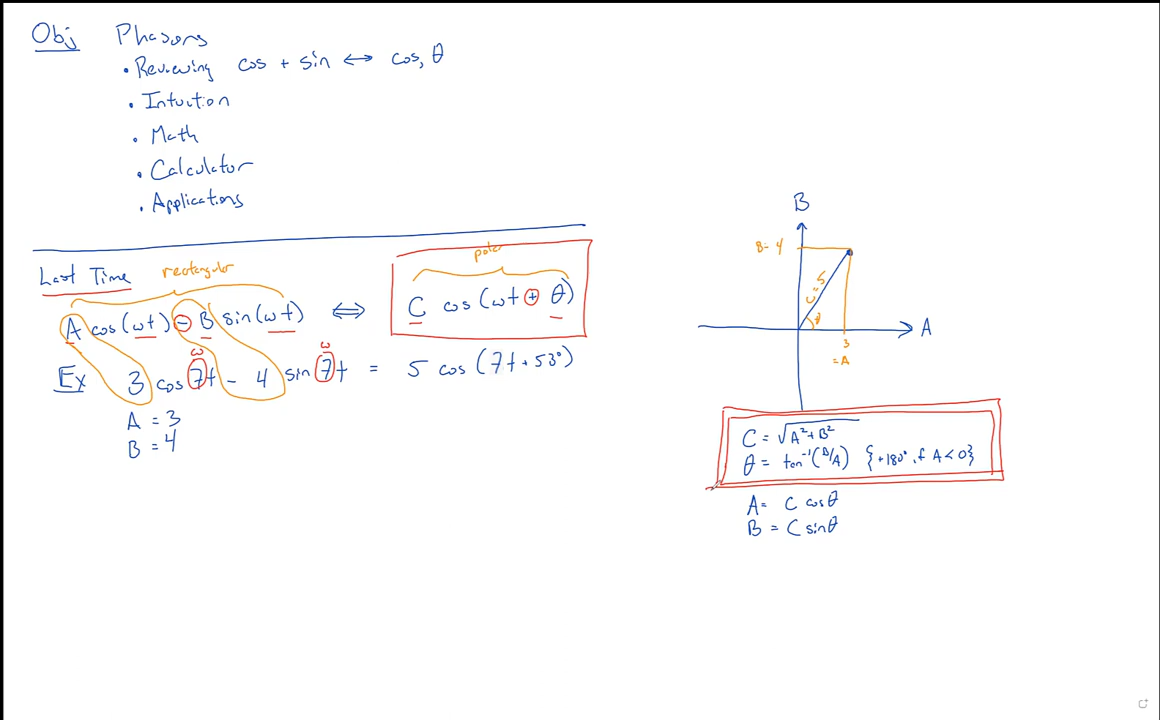 Obj Phasors
• Reviewing cos + sin ↔ cos, θ
• Intuition
• Math
• Calculator
• Applications
Last Time
rectangular
polar
A cos(ωt) − B sin(ωt) ⇔ C cos(ωt + θ)
ω ω
Ex 3 cos 7t − 4 sin 7t = 5 cos(7t + 53°)
A = 3
B = 4
B
B = 4
C = 5
θ
A
3
= A
C = √A²+B²
θ = tan⁻¹(B/A) {+180° if A < 0}
A = C cosθ
B = C sinθ